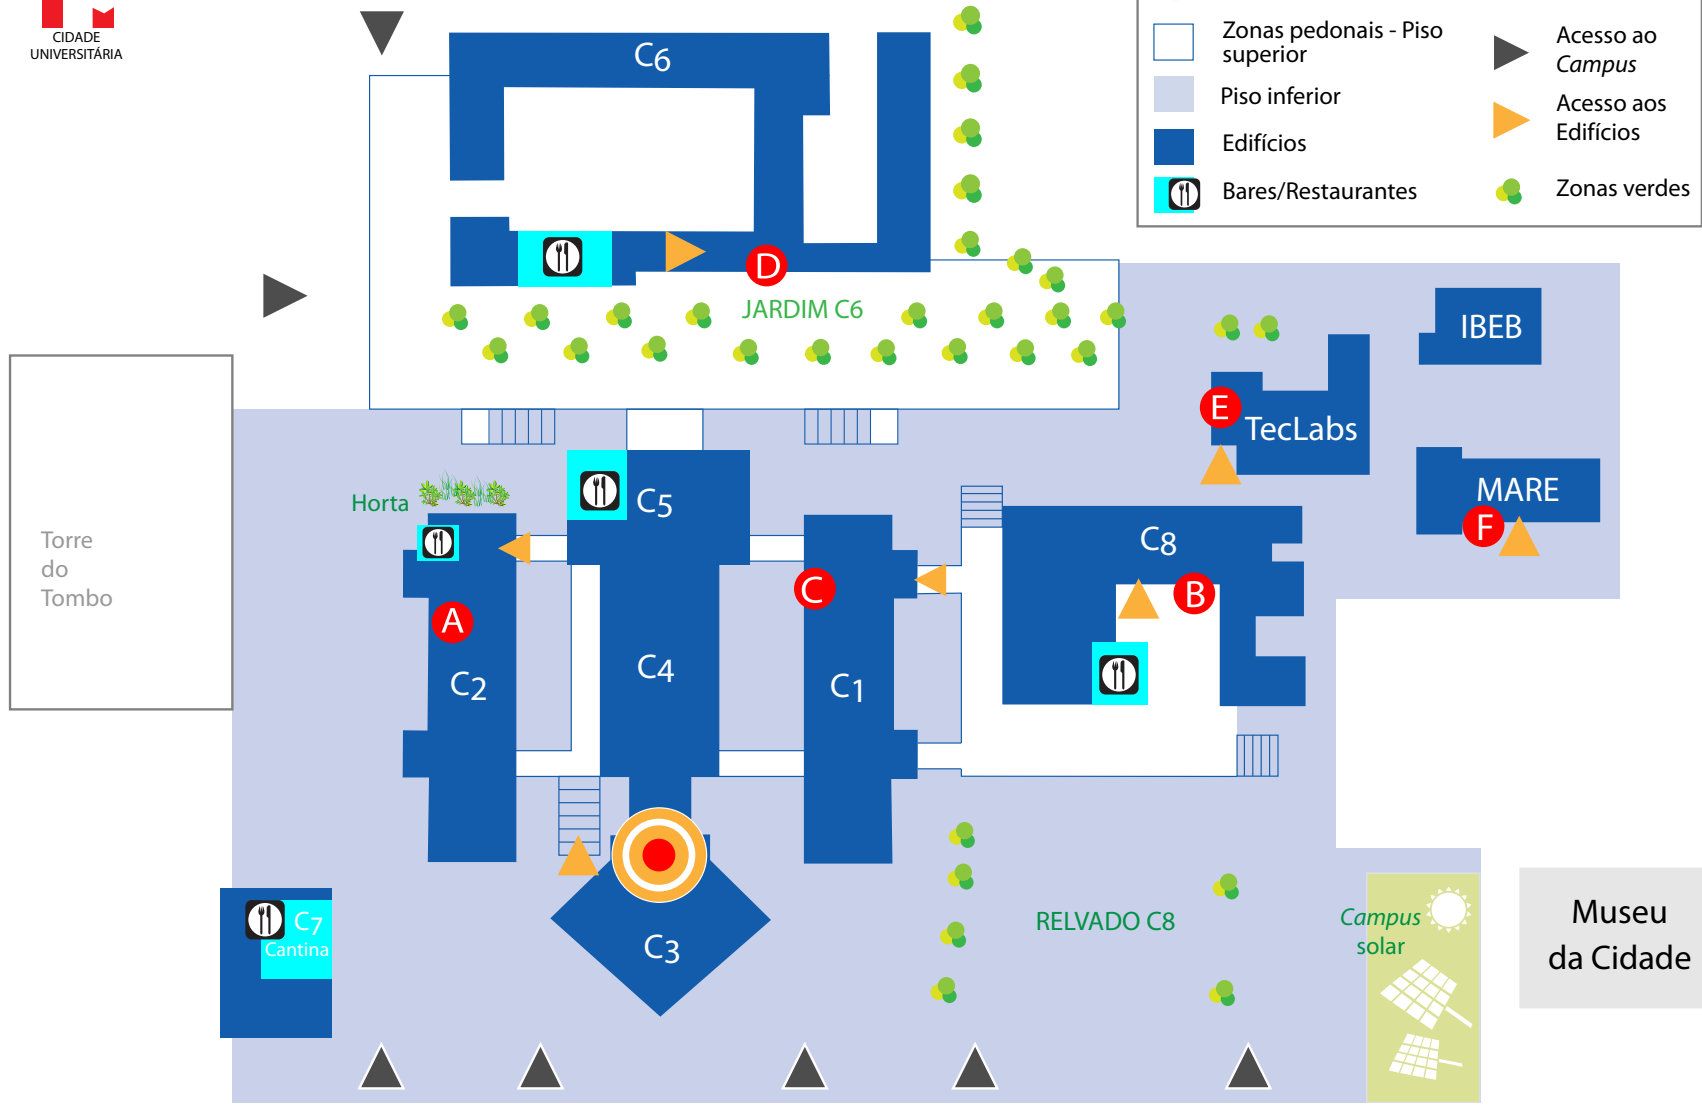 CIDADE
UNIVERSITÁRIA
Zonas pedonais - Piso
superior
Piso inferior
Edifícios
Bares/Restaurantes
Acesso ao
Campus
Acesso aos
Edifícios
Zonas verdes
C6
D
JARDIM C6
IBEB
E
TecLabs
MARE
F
Horta
C5
C8
B
Torre
do
Tombo
A
C
C2
C4
C1
C3
C7
Cantina
RELVADO C8
Campus
solar
Museu
da Cidade